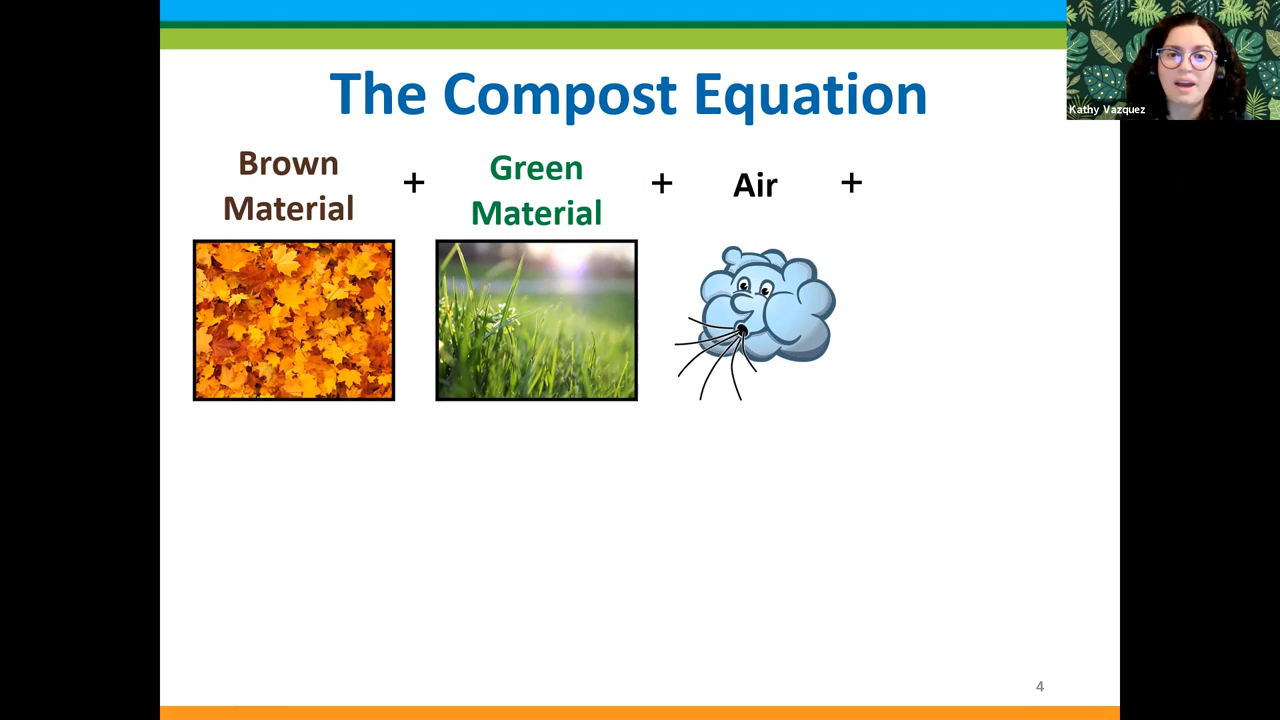 The Compost Equation
Kathy Vazquez
Brown
Material
+
Green
Material
+
Air
+
4